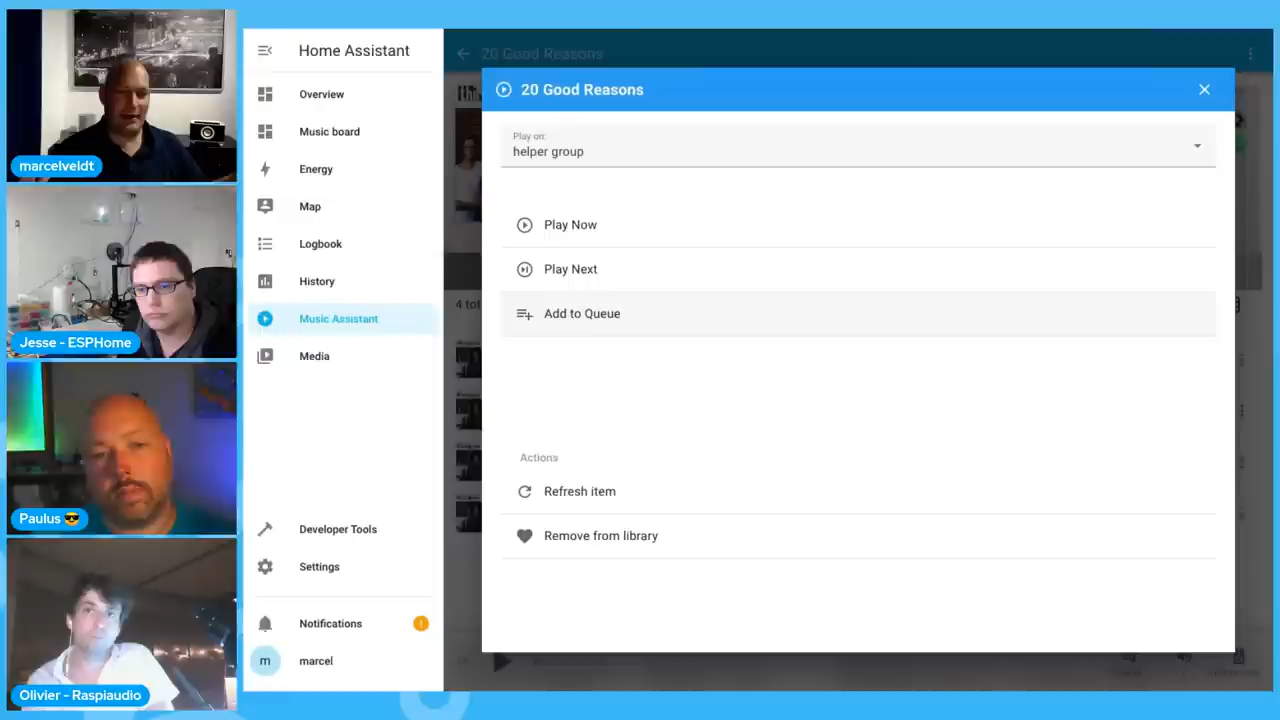 marcelveldt
Jesse - ESPHome
Paulus 😎
Olivier - Raspiaudio
Home Assistant
Overview
Music board
Energy
Map
Logbook
History
Music Assistant
Media
Developer Tools
Settings
Notifications
!
m
marcel
20 Good Reasons
4 tot
20 Good Reasons
Play on:
helper group
Play Now
Play Next
Add to Queue
Actions
Refresh item
Remove from library